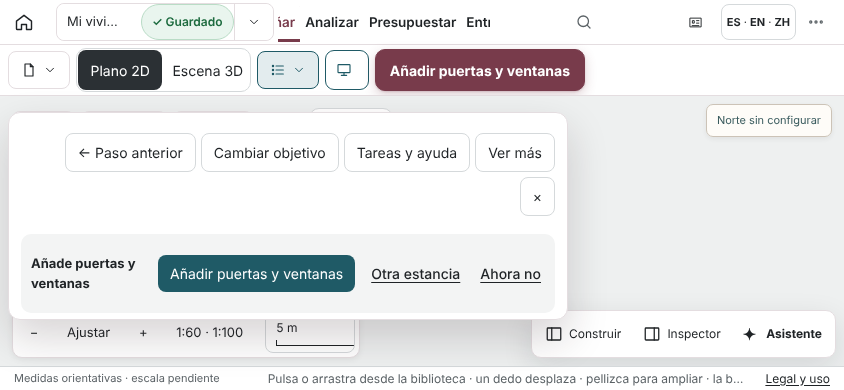 Mi vivi... ✓ Guardado ñar Analizar Presupuestar Entr ES · EN · ZH
Plano 2D Escena 3D Añadir puertas y ventanas
Norte sin configurar
← Paso anterior Cambiar objetivo Tareas y ayuda Ver más
×
Añade puertas y
ventanas
Añadir puertas y ventanas Otra estancia Ahora no
− Ajustar + 1:60 · 1:100 5 m
Construir Inspector Asistente
Medidas orientativas · escala pendiente Pulsa o arrastra desde la biblioteca · un dedo desplaza · pellizca para ampliar · la b... Legal y uso